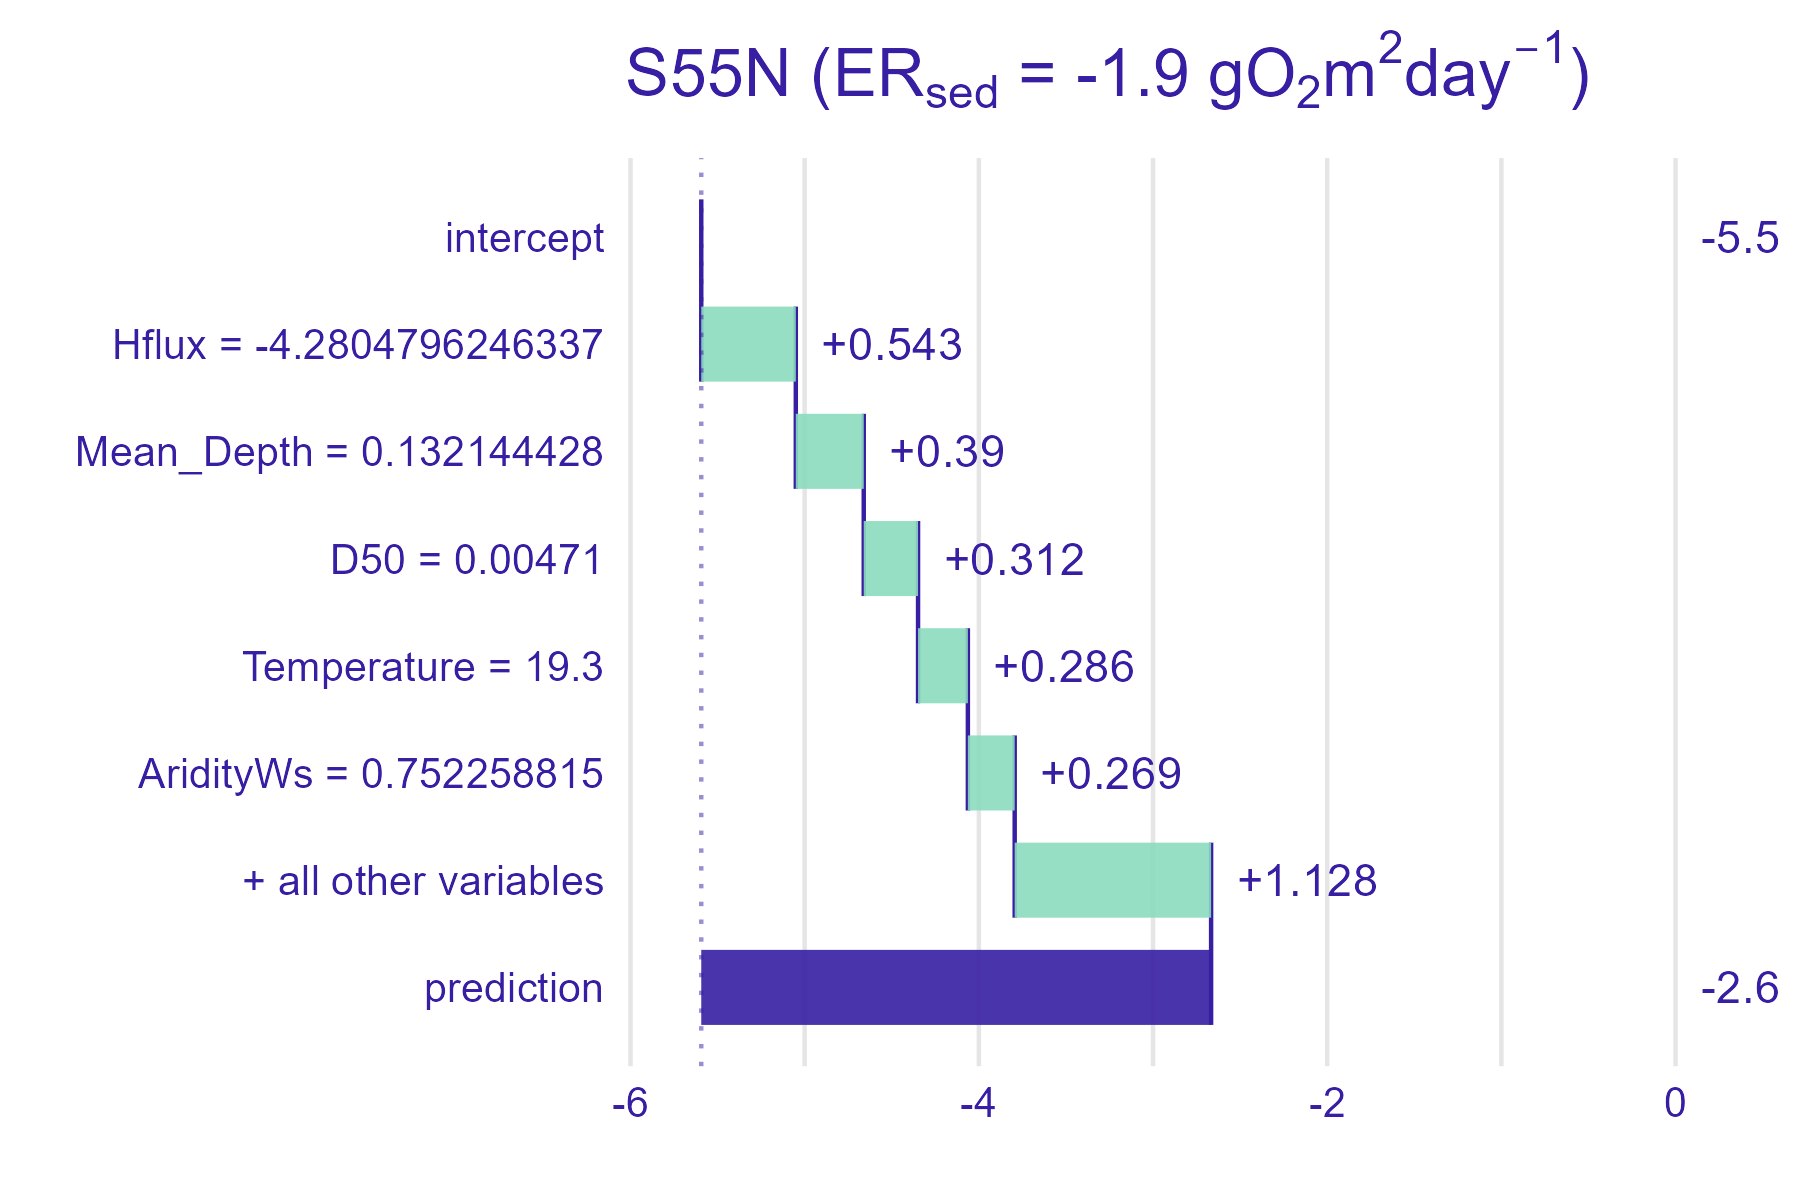 S55N (ERsed = -1.9 gO₂m²day⁻¹)
intercept -5.5
Hflux = -4.2804796246337 +0.543
Mean_Depth = 0.132144428 +0.39
D50 = 0.00471 +0.312
Temperature = 19.3 +0.286
AridityWs = 0.752258815 +0.269
+ all other variables +1.128
prediction -2.6
-6 -4 -2 0